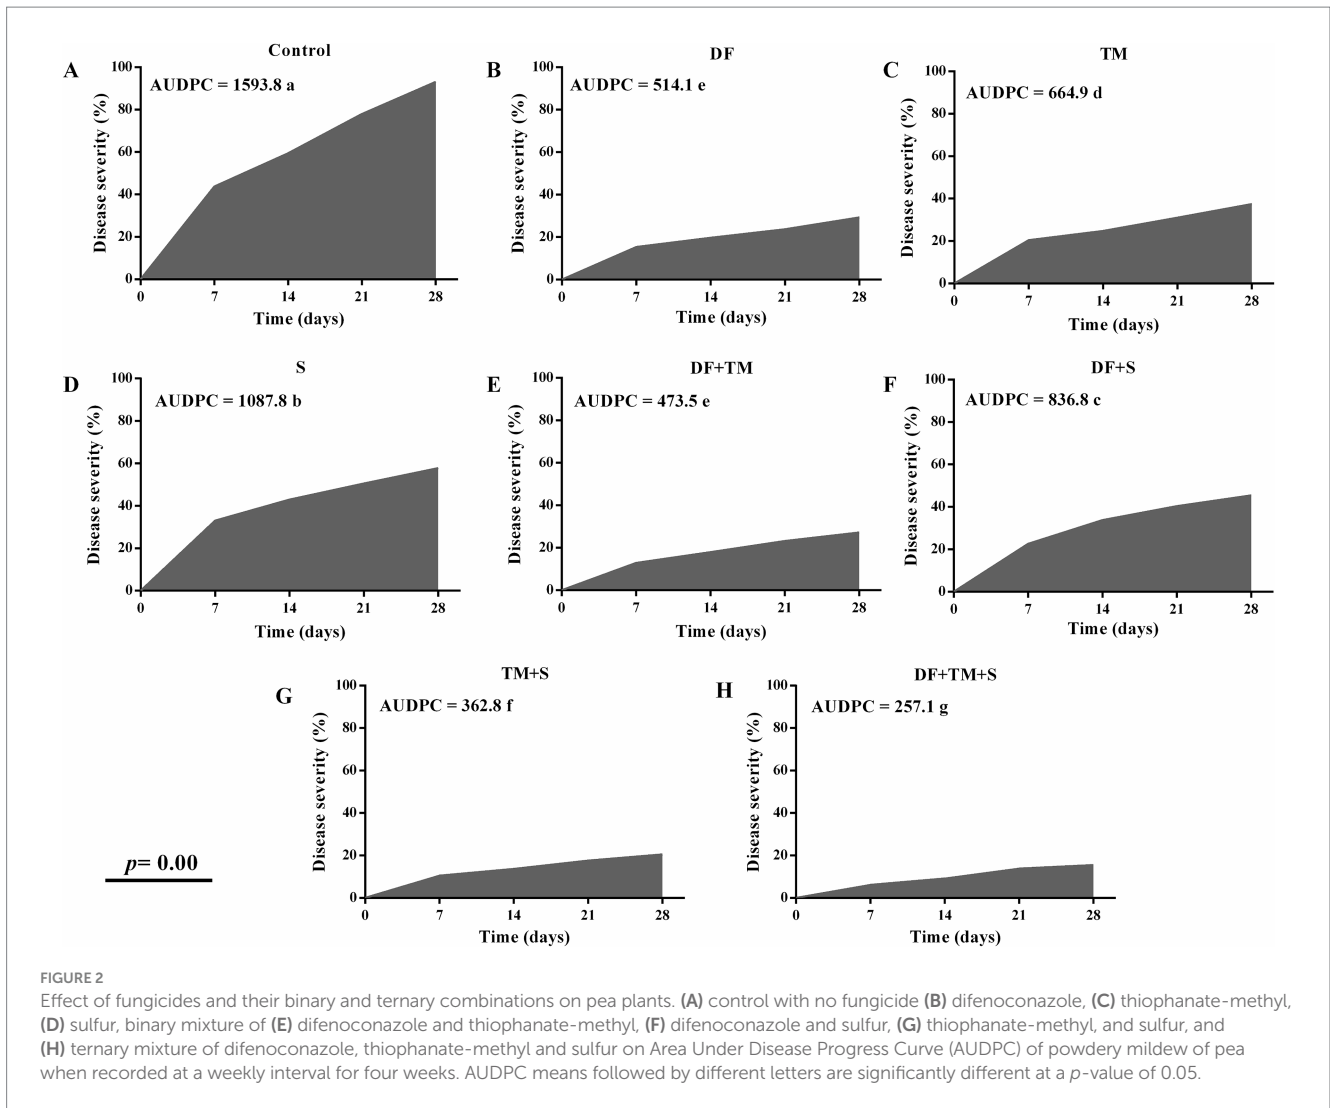 Control
A
AUDPC = 1593.8 a
Disease severity (%)
100
80
60
40
20
0
0 7 14 21 28
Time (days)
DF
B
AUDPC = 514.1 e
Disease severity (%)
100
80
60
40
20
0
0 7 14 21 28
Time (days)
TM
C
AUDPC = 664.9 d
Disease severity (%)
100
80
60
40
20
0
0 7 14 21 28
Time (days)
S
D
AUDPC = 1087.8 b
Disease severity (%)
100
80
60
40
20
0
0 7 14 21 28
Time (days)
DF+TM
E
AUDPC = 473.5 e
Disease severity (%)
100
80
60
40
20
0
0 7 14 21 28
Time (days)
DF+S
F
AUDPC = 836.8 c
Disease severity (%)
100
80
60
40
20
0
0 7 14 21 28
Time (days)
TM+S
G
AUDPC = 362.8 f
Disease severity (%)
100
80
60
40
20
0
0 7 14 21 28
Time (days)
DF+TM+S
H
AUDPC = 257.1 g
Disease severity (%)
100
80
60
40
20
0
0 7 14 21 28
Time (days)
p= 0.00
FIGURE 2
Effect of fungicides and their binary and ternary combinations on pea plants. (A) control with no fungicide (B) difenoconazole, (C) thiophanate-methyl,
(D) sulfur, binary mixture of (E) difenoconazole and thiophanate-methyl, (F) difenoconazole and sulfur, (G) thiophanate-methyl, and sulfur, and
(H) ternary mixture of difenoconazole, thiophanate-methyl and sulfur on Area Under Disease Progress Curve (AUDPC) of powdery mildew of pea
when recorded at a weekly interval for four weeks. AUDPC means followed by different letters are significantly different at a p-value of 0.05.